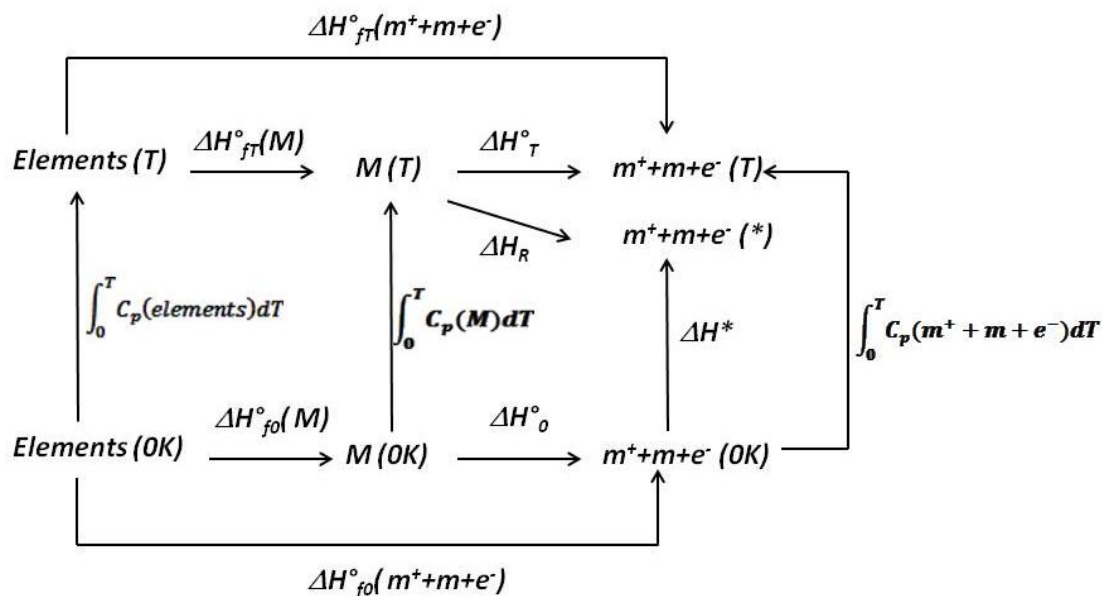 ΔH°fT(m⁺+m+e⁻)
Elements (T)
ΔH°fT(M)
M (T)
ΔH°T
m⁺+m+e⁻ (T)
ΔHR
m⁺+m+e⁻ (*)
∫₀ᵀ Cp(elements)dT
∫₀ᵀ Cp(M)dT
ΔH*
∫₀ᵀ Cp(m⁺ + m + e⁻)dT
Elements (0K)
ΔH°f0(M)
M (0K)
ΔH°0
m⁺+m+e⁻ (0K)
ΔH°f0(m⁺+m+e⁻)